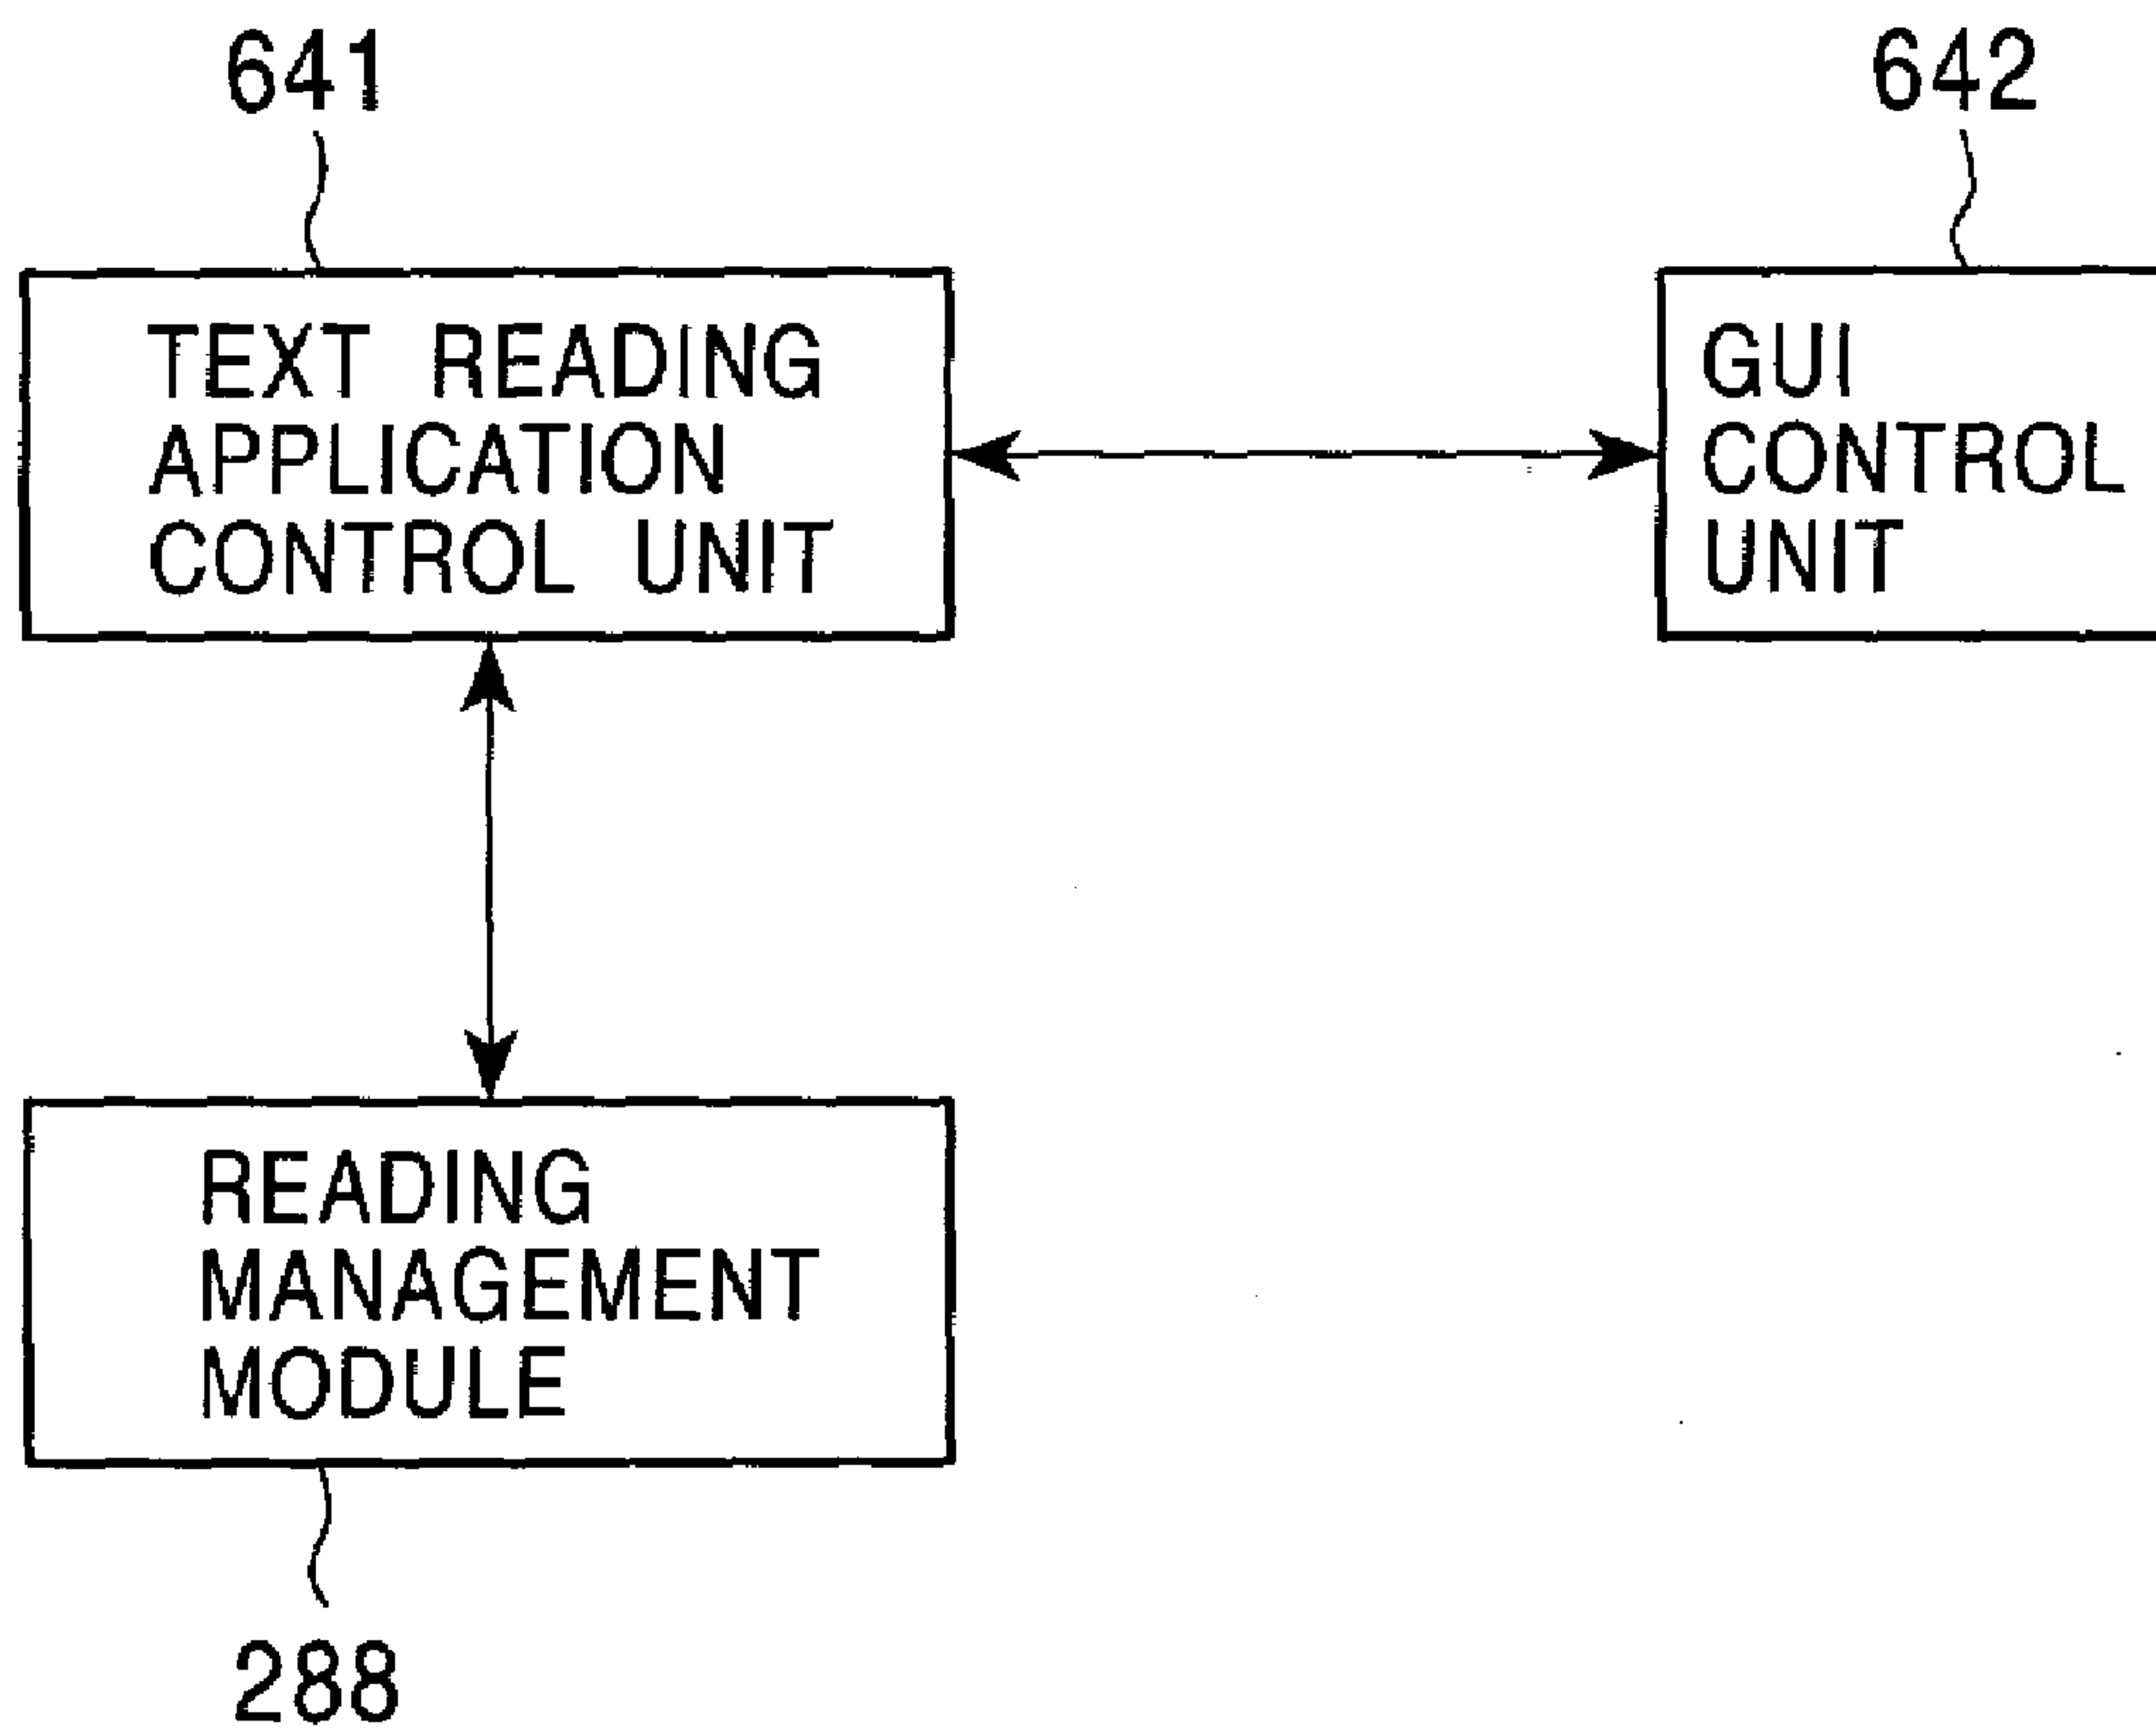 641
642
TEXT READING
APPLICATION
CONTROL UNIT
GUI
CONTROL
UNIT
READING
MANAGEMENT
MODULE
288